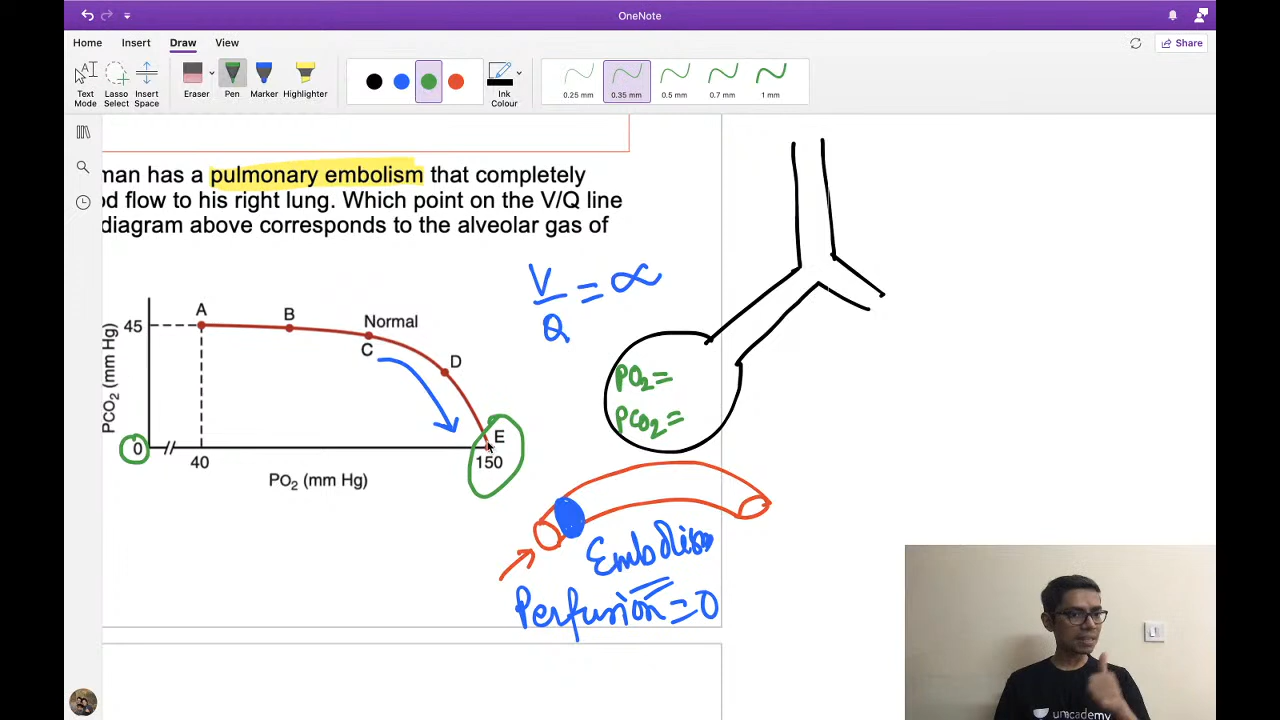 OneNote
Home Insert Draw View
Share
Text Mode
Lasso Select
Insert Space
Eraser
Pen
Marker
Highlighter
Ink Colour
0.25 mm
0.35 mm
0.5 mm
0.7 mm
1 mm
man has a pulmonary embolism that completely
od flow to his right lung. Which point on the V/Q line
diagram above corresponds to the alveolar gas of
V/Q = ∝
A
B
Normal
C
D
E
45
0
40
150
PCO2 (mm Hg)
PO2 (mm Hg)
PO2 =
PCO2 =
Embolism
Perfusion = 0
unacademy